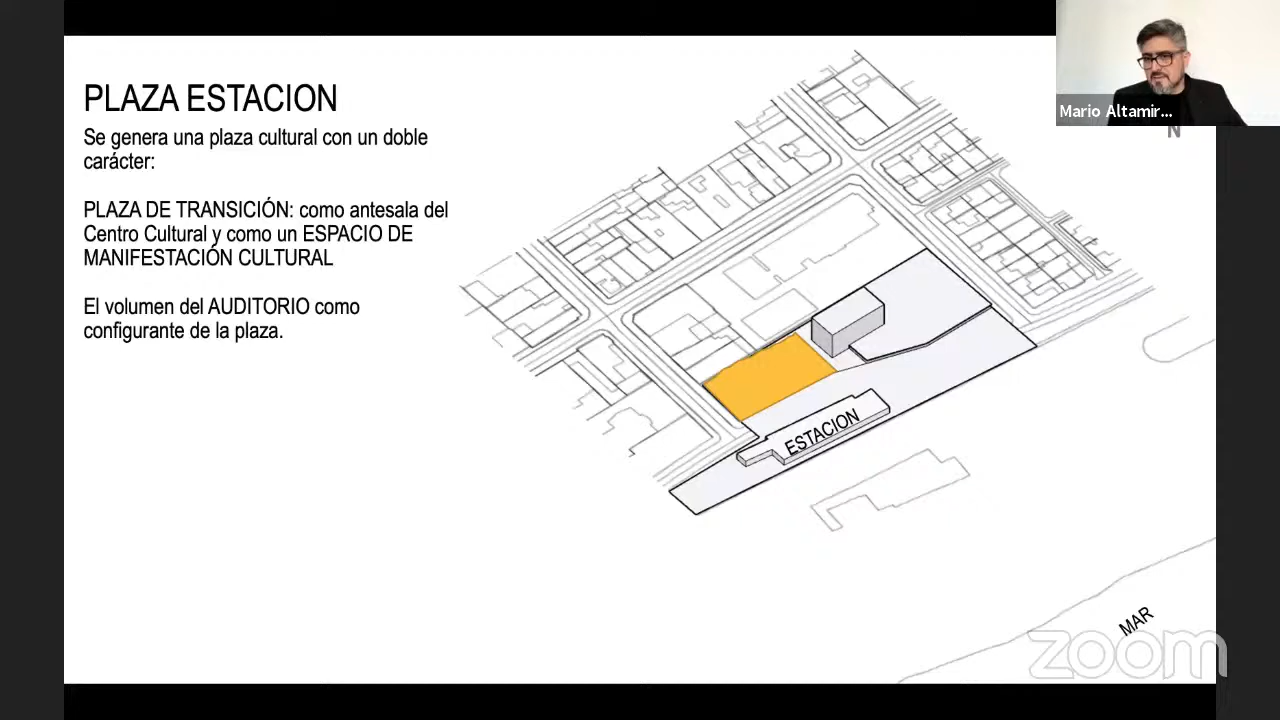 PLAZA ESTACION
Se genera una plaza cultural con un doble
carácter:
PLAZA DE TRANSICIÓN: como antesala del
Centro Cultural y como un ESPACIO DE
MANIFESTACIÓN CULTURAL
El volumen del AUDITORIO como
configurante de la plaza.
Mario Altamir...
N
ESTACION
MAR
zoom